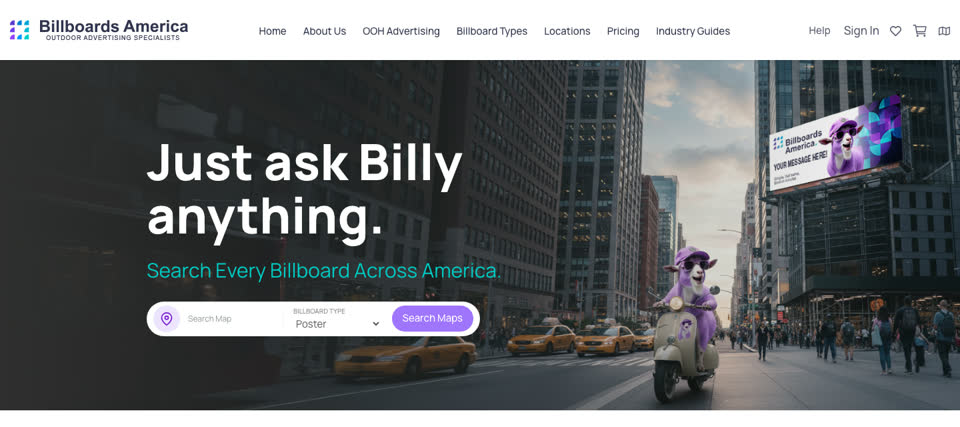 Billboards America
OUTDOOR ADVERTISING SPECIALISTS
Home About Us OOH Advertising Billboard Types Locations Pricing Industry Guides
Help Sign In
Just ask Billy
anything.
Search Every Billboard Across America.
Search Map
BILLBOARD TYPE
Poster
Search Maps
Billboards
America.
YOUR MESSAGE HERE!